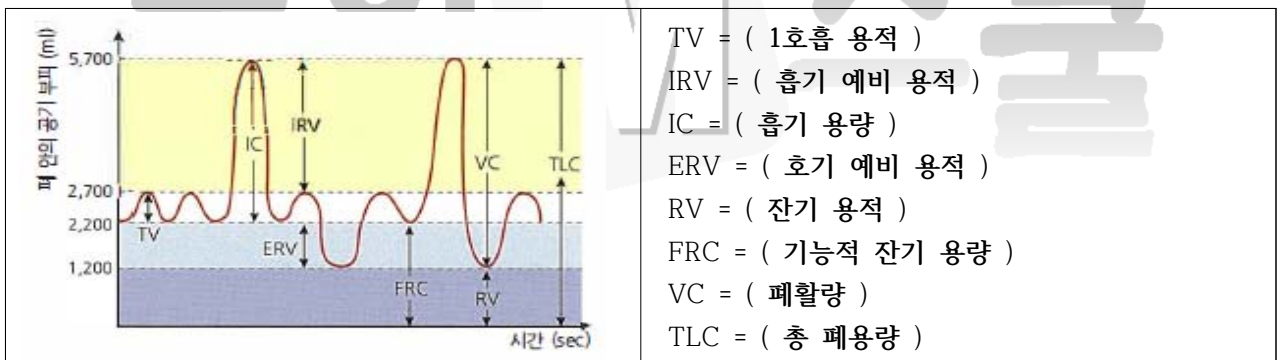 폐 안의 공기 부피 (ml)
5,700
2,700
2,200
1,200
TV
IC
IRV
ERV
FRC
VC
RV
TLC
시간 (sec)
TV = ( 1호흡 용적 )
IRV = ( 흡기 예비 용적 )
IC = ( 흡기 용량 )
ERV = ( 호기 예비 용적 )
RV = ( 잔기 용적 )
FRC = ( 기능적 잔기 용량 )
VC = ( 폐활량 )
TLC = ( 총 폐용량 )